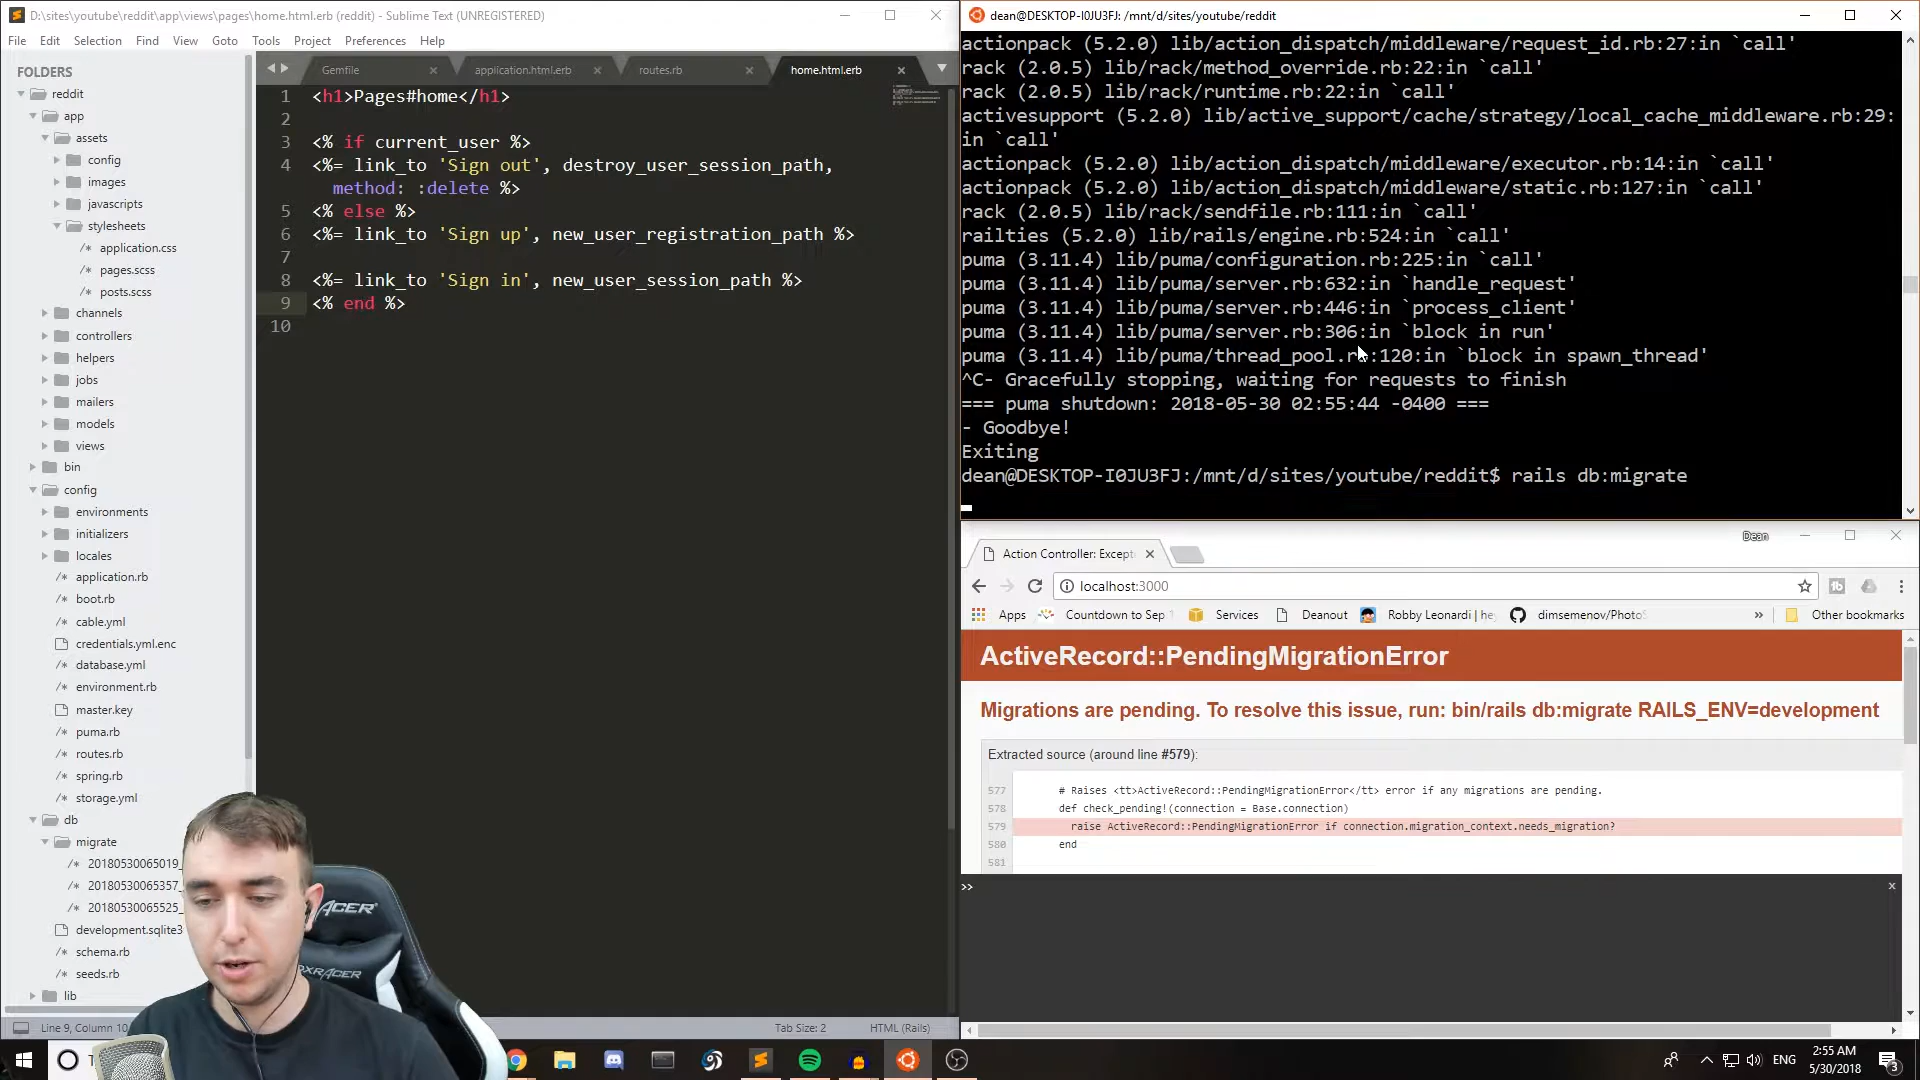 D:\sites\youtube\reddit\app\views\pages\home.html.erb (reddit) - Sublime Text (UNREGISTERED)
File Edit Selection Find View Goto Tools Project Preferences Help
FOLDERS
reddit
app
assets
config
images
javascripts
stylesheets
/* application.css
/* pages.scss
/* posts.scss
channels
controllers
helpers
jobs
mailers
models
views
bin
config
environments
initializers
locales
/* application.rb
/* boot.rb
/* cable.yml
credentials.yml.enc
/* database.yml
/* environment.rb
master.key
/* puma.rb
/* routes.rb
/* spring.rb
/* storage.yml
db
migrate
/* 20180530065019_
/* 20180530065357_
/* 20180530065525_
development.sqlite3
/* schema.rb
/* seeds.rb
lib
Gemfile application.html.erb routes.rb home.html.erb
1 <h1>Pages#home</h1>
2
3 <% if current_user %>
4 <%= link_to 'Sign out', destroy_user_session_path,
method: :delete %>
5 <% else %>
6 <%= link_to 'Sign up', new_user_registration_path %>
7
8 <%= link_to 'Sign in', new_user_session_path %>
9 <% end %>
10
Line 9, Column 10 Tab Size: 2 HTML (Rails)
dean@DESKTOP-I0JU3FJ: /mnt/d/sites/youtube/reddit
actionpack (5.2.0) lib/action_dispatch/middleware/request_id.rb:27:in `call'
rack (2.0.5) lib/rack/method_override.rb:22:in `call'
rack (2.0.5) lib/rack/runtime.rb:22:in `call'
activesupport (5.2.0) lib/active_support/cache/strategy/local_cache_middleware.rb:29:
in `call'
actionpack (5.2.0) lib/action_dispatch/middleware/executor.rb:14:in `call'
actionpack (5.2.0) lib/action_dispatch/middleware/static.rb:127:in `call'
rack (2.0.5) lib/rack/sendfile.rb:111:in `call'
railties (5.2.0) lib/rails/engine.rb:524:in `call'
puma (3.11.4) lib/puma/configuration.rb:225:in `call'
puma (3.11.4) lib/puma/server.rb:632:in `handle_request'
puma (3.11.4) lib/puma/server.rb:446:in `process_client'
puma (3.11.4) lib/puma/server.rb:306:in `block in run'
puma (3.11.4) lib/puma/thread_pool.rb:120:in `block in spawn_thread'
^C- Gracefully stopping, waiting for requests to finish
=== puma shutdown: 2018-05-30 02:55:44 -0400 ===
- Goodbye!
Exiting
dean@DESKTOP-I0JU3FJ:/mnt/d/sites/youtube/reddit$ rails db:migrate
Dean
Action Controller: Except
localhost:3000
Apps Countdown to Sep Services Deanout Robby Leonardi | he dimsemenov/PhotoS » Other bookmarks
ActiveRecord::PendingMigrationError
Migrations are pending. To resolve this issue, run: bin/rails db:migrate RAILS_ENV=development
Extracted source (around line #579):
577 # Raises <tt>ActiveRecord::PendingMigrationError</tt> error if any migrations are pending.
578 def check_pending!(connection = Base.connection)
579 raise ActiveRecord::PendingMigrationError if connection.migration_context.needs_migration?
580 end
581
>> x
ENG
2:55 AM
5/30/2018
3